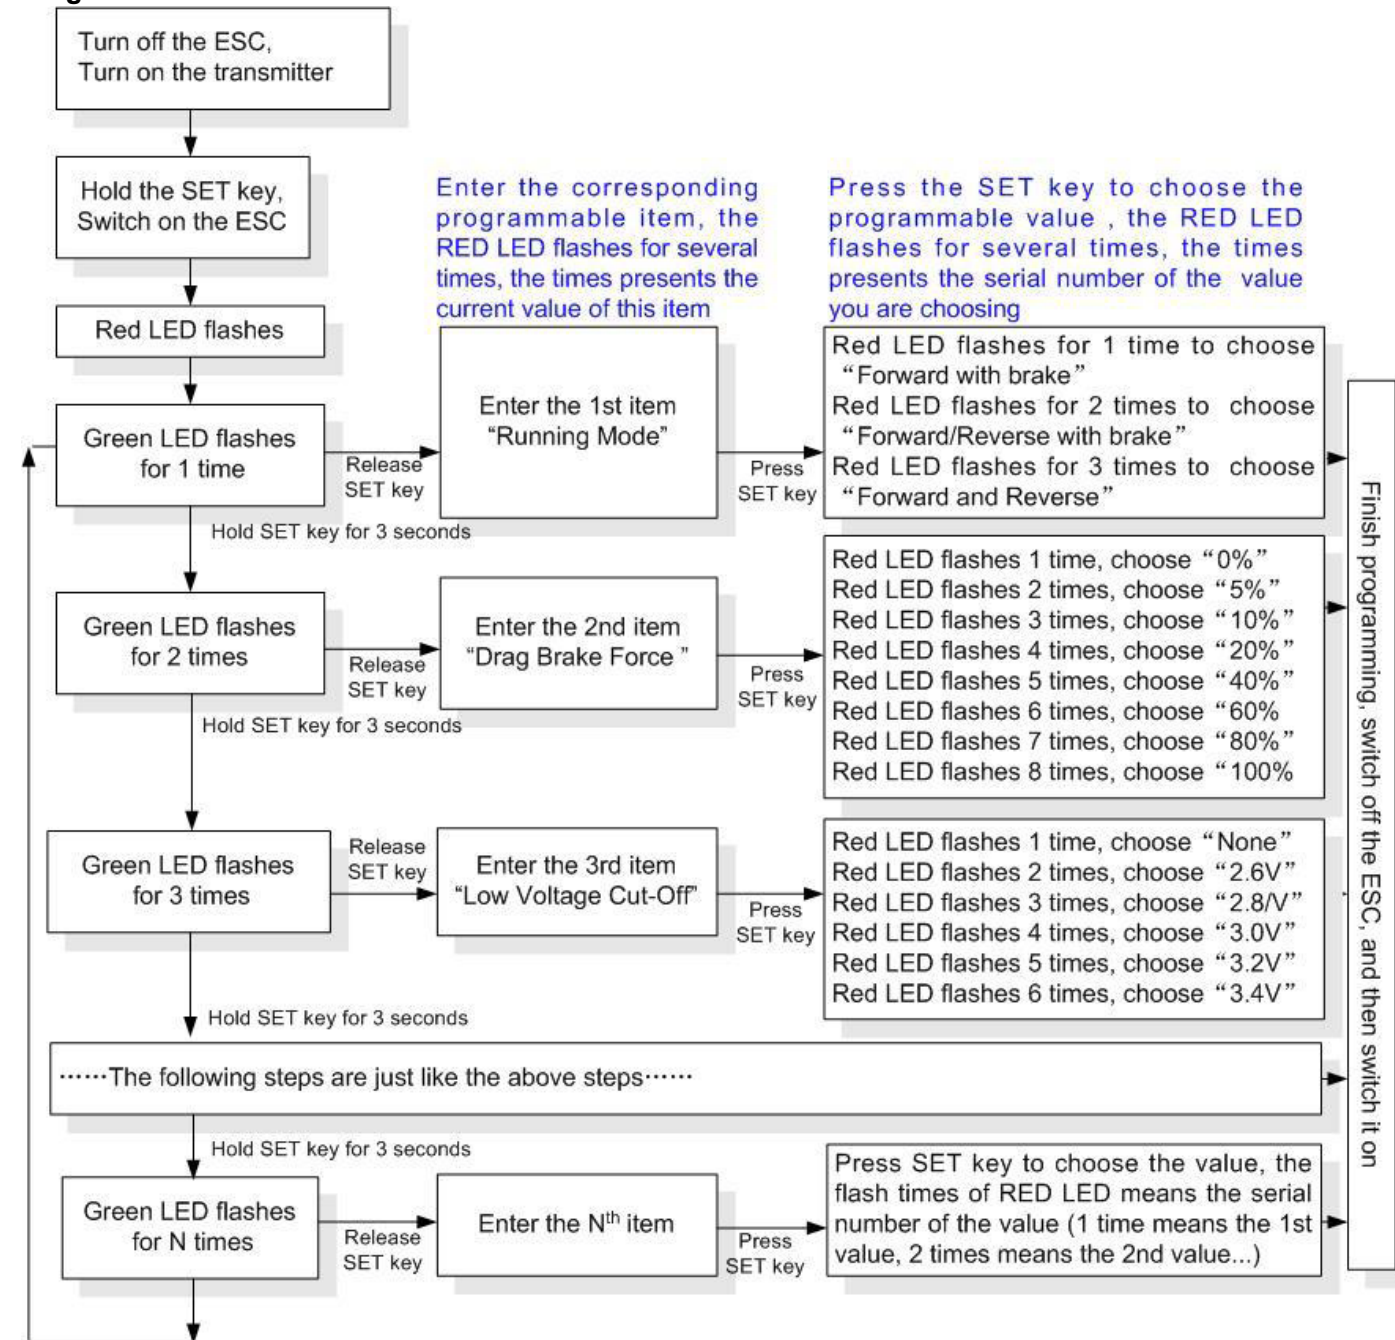 Turn off the ESC,
Turn on the transmitter
Hold the SET key,
Switch on the ESC
Red LED flashes
Enter the corresponding
programmable item, the
RED LED flashes for several
times, the times presents the
current value of this item
Press the SET key to choose the
programmable value , the RED LED
flashes for several times, the times
presents the serial number of the value
you are choosing
Green LED flashes
for 1 time
Release
SET key
Enter the 1st item
“Running Mode”
Press
SET key
Red LED flashes for 1 time to choose
“Forward with brake”
Red LED flashes for 2 times to choose
“Forward/Reverse with brake”
Red LED flashes for 3 times to choose
“Forward and Reverse”
Hold SET key for 3 seconds
Green LED flashes
for 2 times
Release
SET key
Enter the 2nd item
“Drag Brake Force ”
Press
SET key
Red LED flashes 1 time, choose “0%”
Red LED flashes 2 times, choose “5%”
Red LED flashes 3 times, choose “10%”
Red LED flashes 4 times, choose “20%”
Red LED flashes 5 times, choose “40%”
Red LED flashes 6 times, choose “60%
Red LED flashes 7 times, choose “80%”
Red LED flashes 8 times, choose “100%
Hold SET key for 3 seconds
Green LED flashes
for 3 times
Release
SET key
Enter the 3rd item
“Low Voltage Cut-Off”
Press
SET key
Red LED flashes 1 time, choose “None”
Red LED flashes 2 times, choose “2.6V”
Red LED flashes 3 times, choose “2.8/V”
Red LED flashes 4 times, choose “3.0V”
Red LED flashes 5 times, choose “3.2V”
Red LED flashes 6 times, choose “3.4V”
Hold SET key for 3 seconds
······The following steps are just like the above steps······
Hold SET key for 3 seconds
Green LED flashes
for N times
Release
SET key
Enter the Nth item
Press
SET key
Press SET key to choose the value, the
flash times of RED LED means the serial
number of the value (1 time means the 1st
value, 2 times means the 2nd value...)
Finish programming, switch off the ESC, and then switch it on